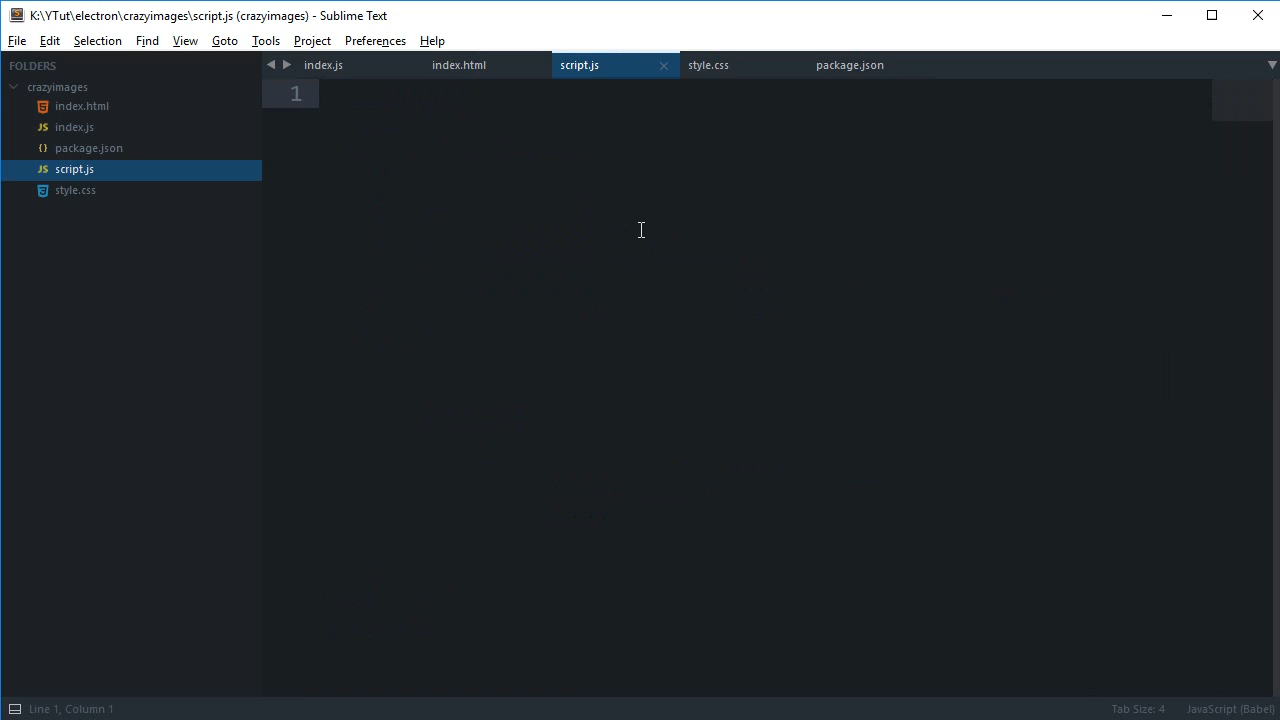 K:\YTut\electron\crazyimages\script.js (crazyimages) - Sublime Text
File Edit Selection Find View Goto Tools Project Preferences Help
FOLDERS
crazyimages
index.html
JS index.js
{} package.json
JS script.js
style.css
index.js index.html script.js style.css package.json
1
Line 1, Column 1
Tab Size: 4 JavaScript (Babel)